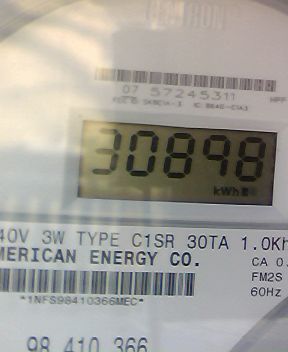 07 57245311
30898
kWh
40V 3W TYPE C1SR 30TA 1.0Kh
MERICAN ENERGY CO.
CA 0.
FM2S
60Hz
*1NFS98410366MEC*
98 410 366